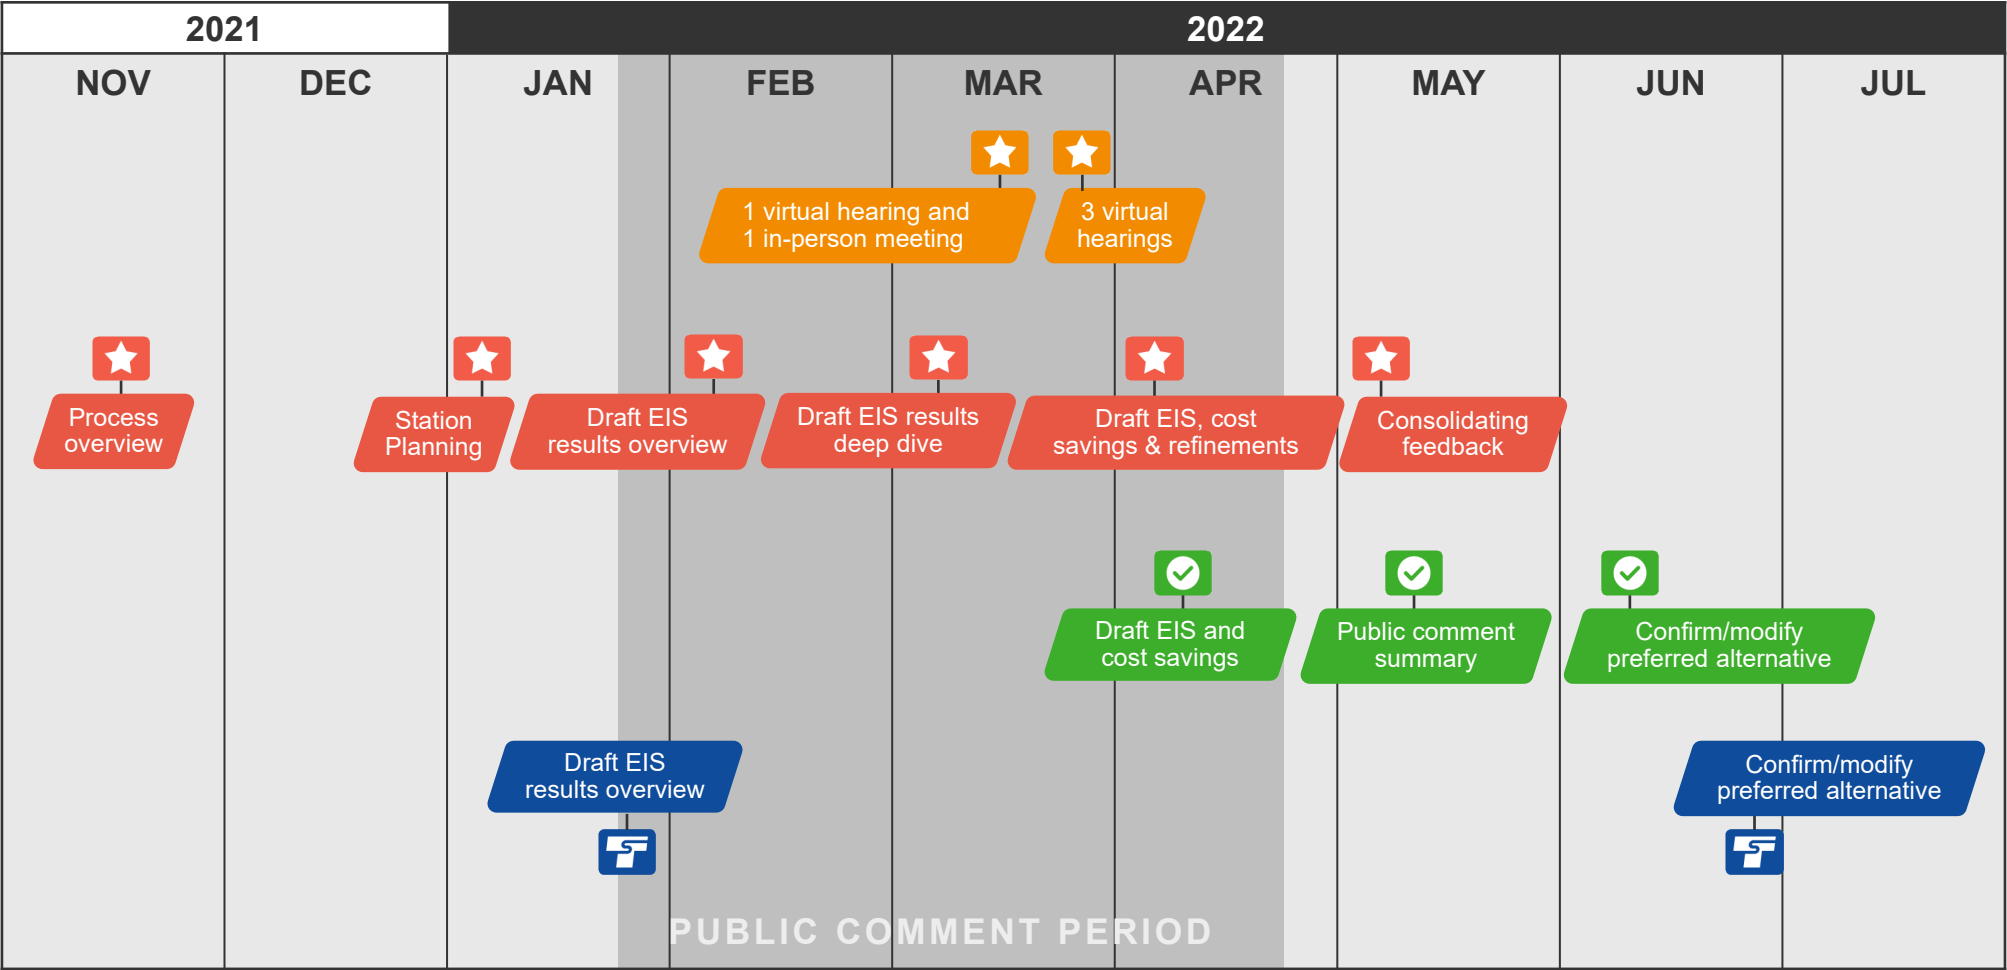 2021
2022
NOV
DEC
JAN
FEB
MAR
APR
MAY
JUN
JUL
1 virtual hearing and
1 in-person meeting
3 virtual
hearings
Process
overview
Station
Planning
Draft EIS
results overview
Draft EIS results
deep dive
Draft EIS, cost
savings & refinements
Consolidating
feedback
Draft EIS and
cost savings
Public comment
summary
Confirm/modify
preferred alternative
Draft EIS
results overview
Confirm/modify
preferred alternative
PUBLIC COMMENT PERIOD